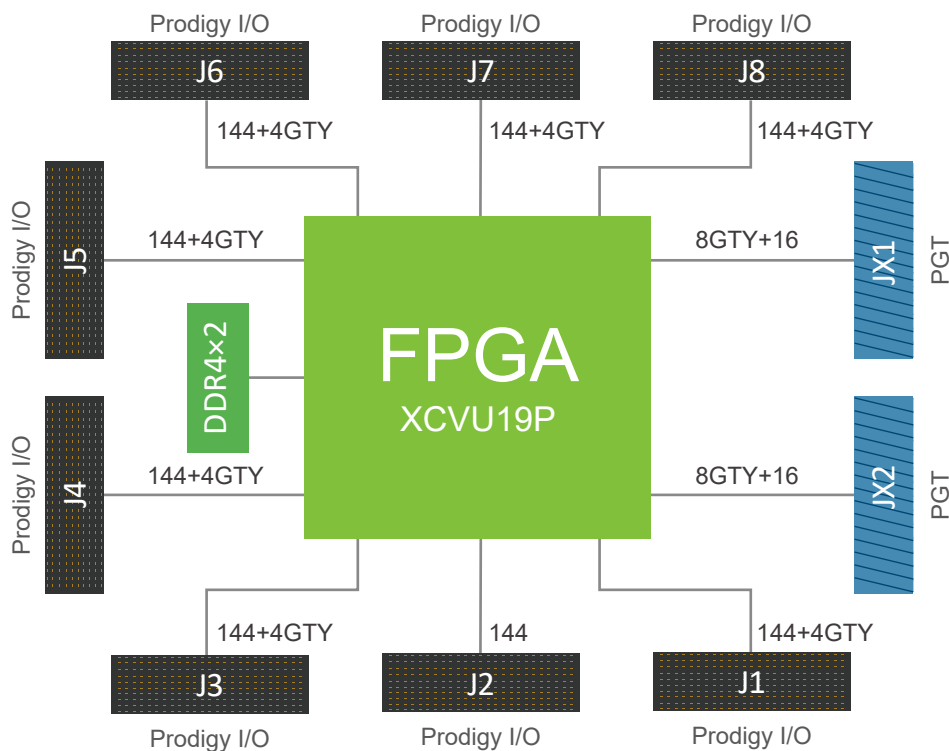 Prodigy I/O
Prodigy I/O
Prodigy I/O
J6
J7
J8
144+4GTY
144+4GTY
144+4GTY
Prodigy I/O
J5
144+4GTY
8GTY+16
JX1
PGT
DDR4×2
FPGA
XCVU19P
Prodigy I/O
J4
144+4GTY
8GTY+16
JX2
PGT
144+4GTY
144
144+4GTY
J3
J2
J1
Prodigy I/O
Prodigy I/O
Prodigy I/O